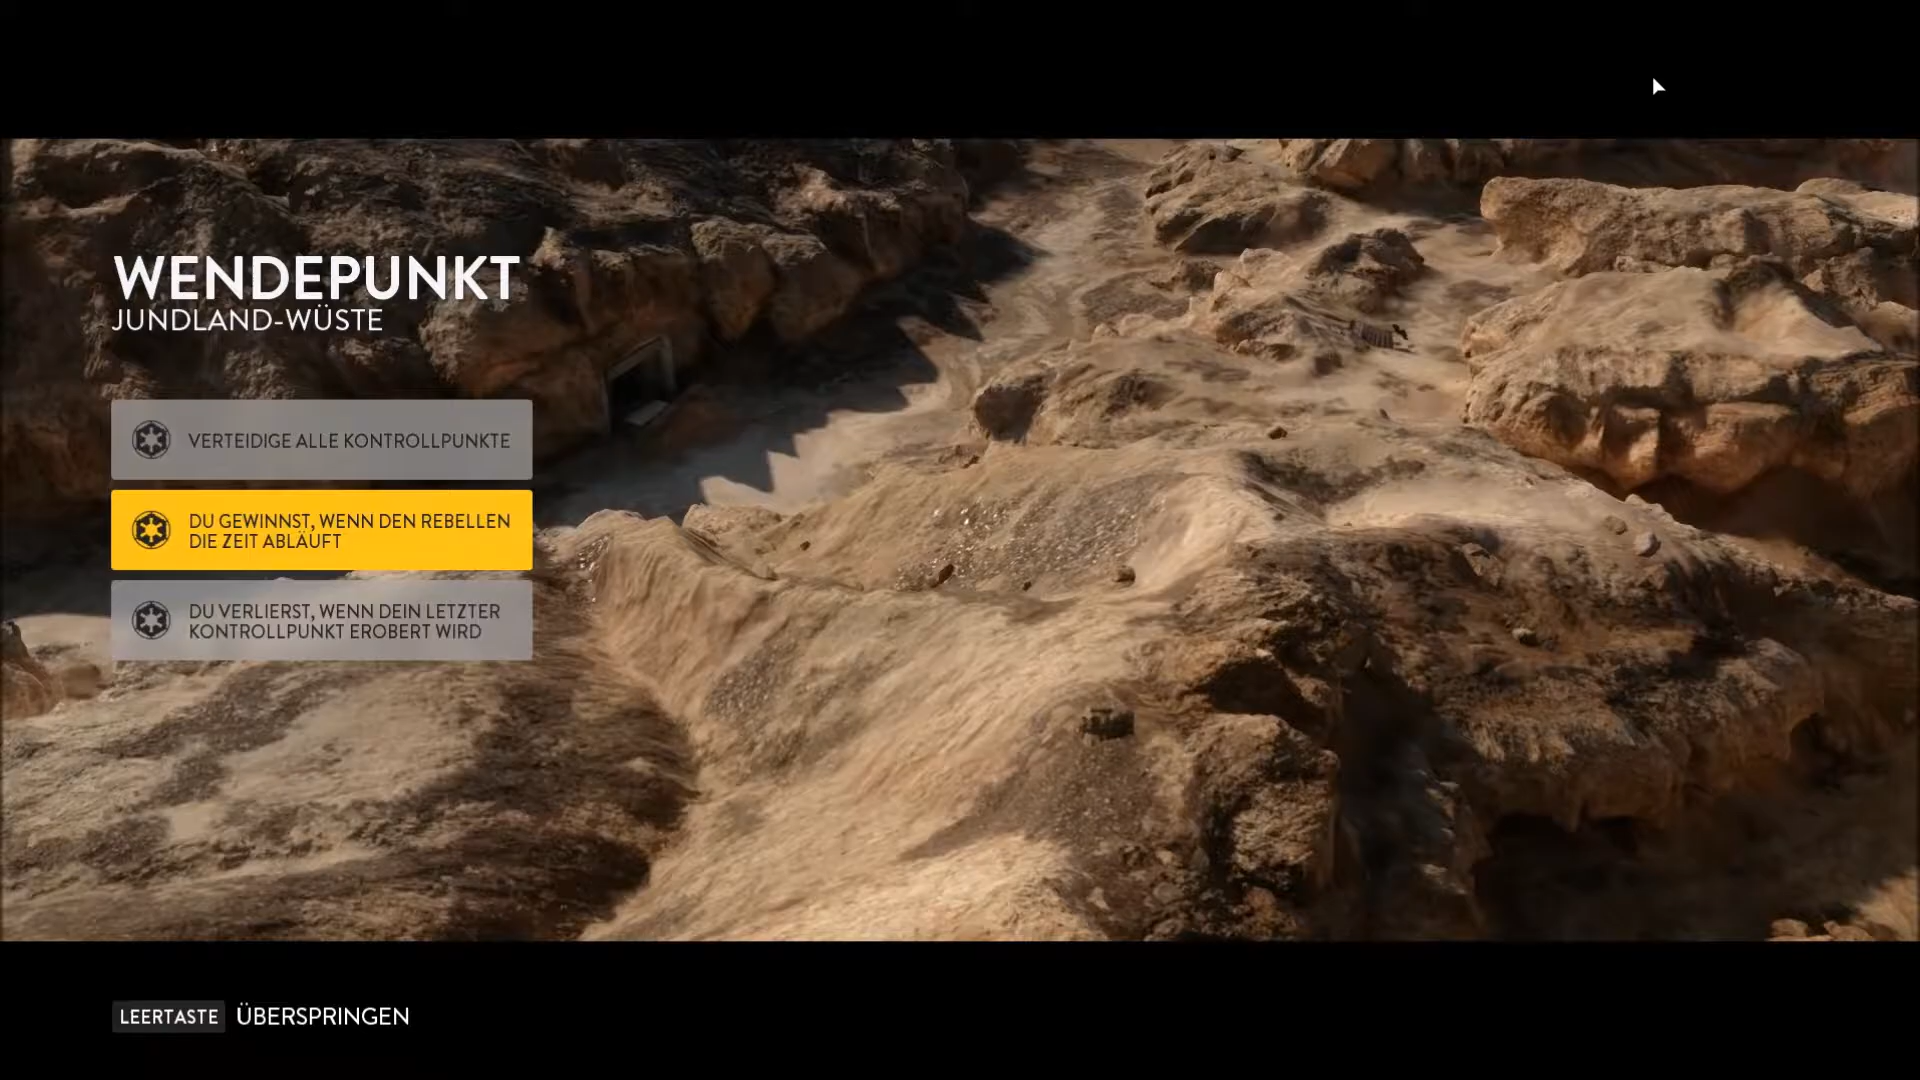 WENDEPUNKT
JUNDLAND-WÜSTE
VERTEIDIGE ALLE KONTROLLPUNKTE
DU GEWINNST, WENN DEN REBELLEN
DIE ZEIT ABLÄUFT
DU VERLIERST, WENN DEIN LETZTER
KONTROLLPUNKT EROBERT WIRD
LEERTASTE ÜBERSPRINGEN